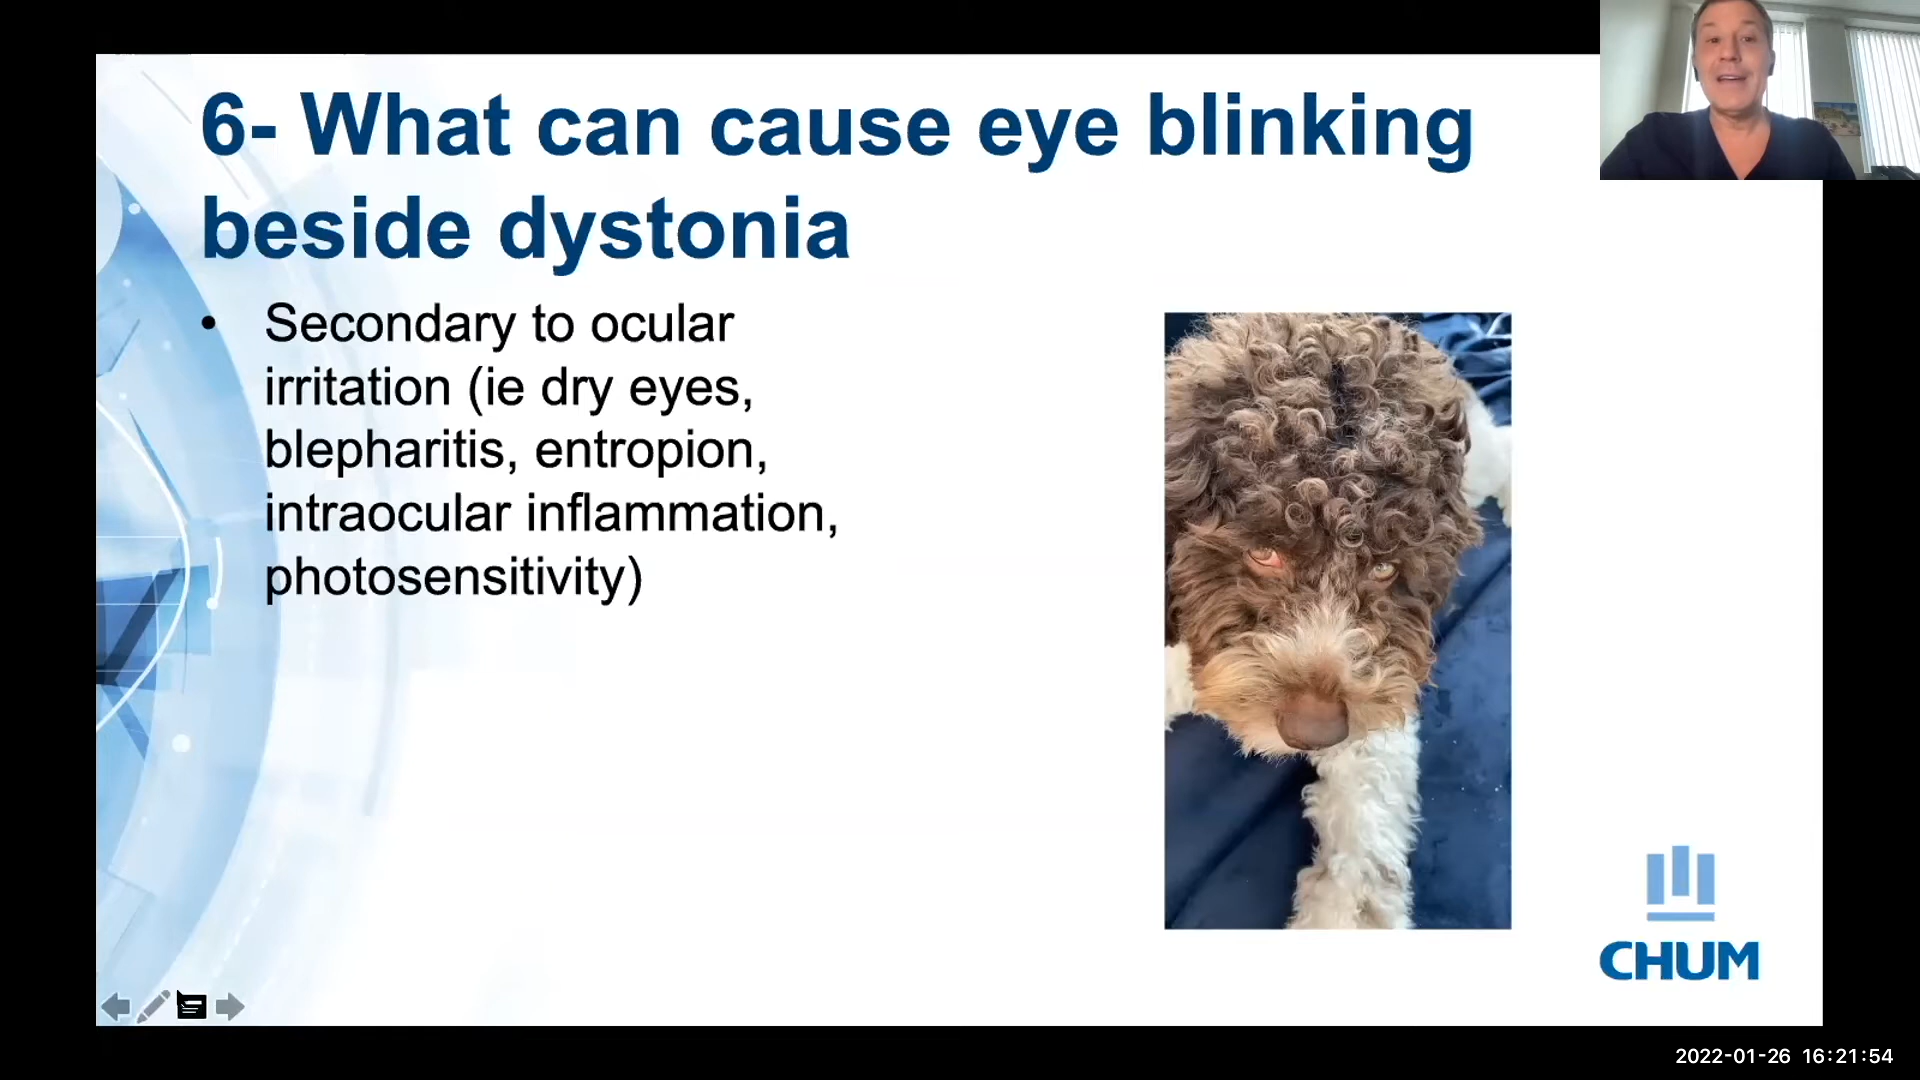 6- What can cause eye blinking
beside dystonia
• Secondary to ocular
irritation (ie dry eyes,
blepharitis, entropion,
intraocular inflammation,
photosensitivity)
CHUM
2022-01-26 16:21:54